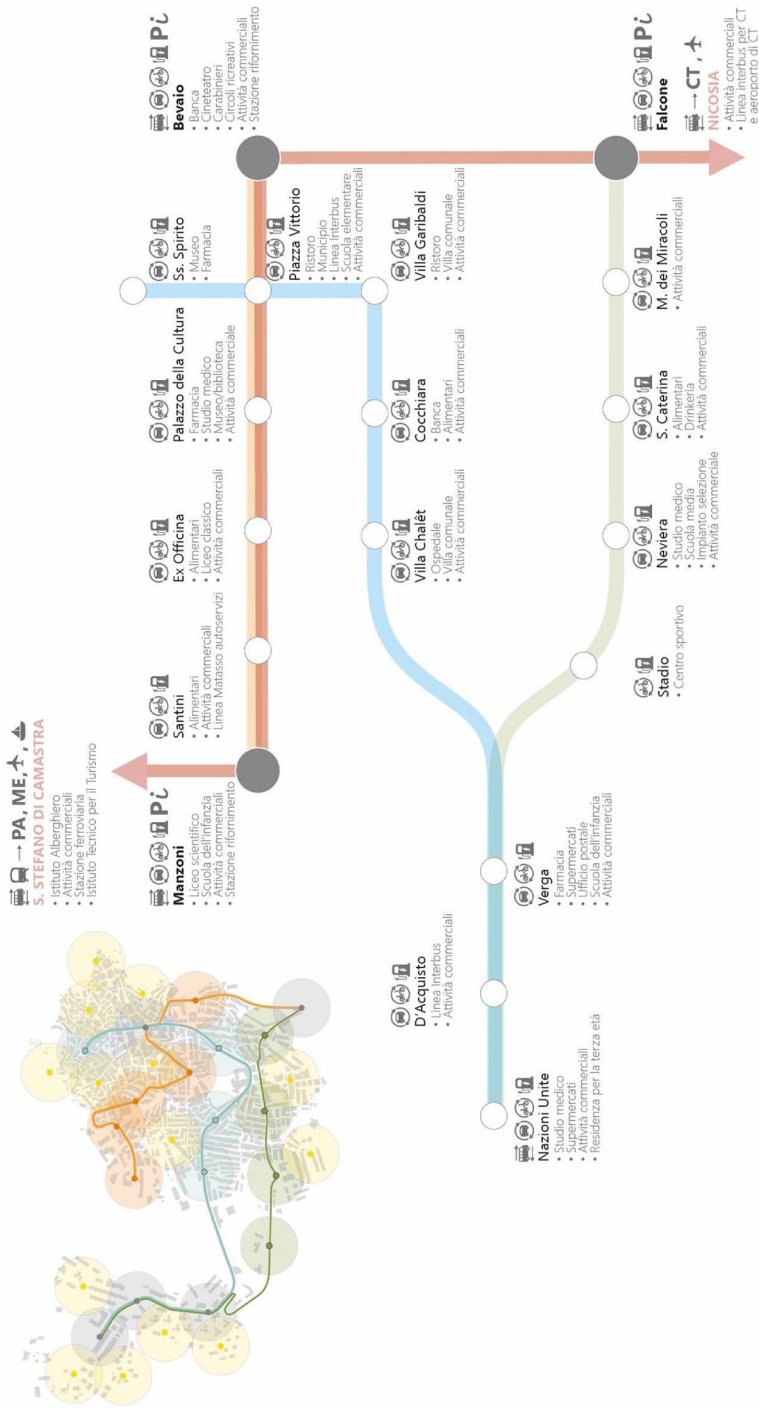 → PA, ME, ,
S. STEFANO DI CAMASTRA
• Istituto Alberghiero
• Attività commerciali
• Stazione ferroviaria
• Istituto Tecnico per il Turismo
Manzoni
Pi
• Liceo scientifico
• Scuola dell'infanzia
• Attività commerciali
• Stazione rifornimento
Santini
• Alimentari
• Attività commerciali
• Linea Matasso autoservizi
Ex Officina
• Alimentari
• Liceo classico
• Attività commerciali
Palazzo della Cultura
• Farmacia
• Studio medico
• Museo/biblioteca
• Attività commerciale
Ss. Spirito
• Museo
• Farmacia
Bevaio
Pi
• Banca
• Cineteatro
• Carabinieri
• Circoli ricreativi
• Attività commerciali
• Stazione rifornimento
Piazza Vittorio
• Ristoro
• Municipio
• Linea Interbus
• Scuola elementare
• Attività commerciali
D'Acquisto
• Linea Interbus
• Attività commerciali
Villa Chalêt
• Ospedale
• Villa comunale
• Attività commerciali
Cocchiara
• Banca
• Alimentari
• Attività commerciali
Villa Garibaldi
• Ristoro
• Villa comunale
• Attività commerciali
Nazioni Unite
• Studio medico
• Supermercati
• Attività commerciali
• Residenza per la terza età
Verga
• Farmacia
• Supermercati
• Ufficio postale
• Scuola dell'infanzia
• Attività commerciali
Stadio
• Centro sportivo
Neviera
• Studio medico
• Scuola media
• Impianto selezione
• Attività commerciale
S. Caterina
• Alimentari
• Drinkeria
• Attività commerciali
M. dei Miracoli
• Attività commerciali
Falcone
Pi
→ CT,
NICOSIA
• Attività commerciali
• Linea interbus per CT
e aeroporto di CT